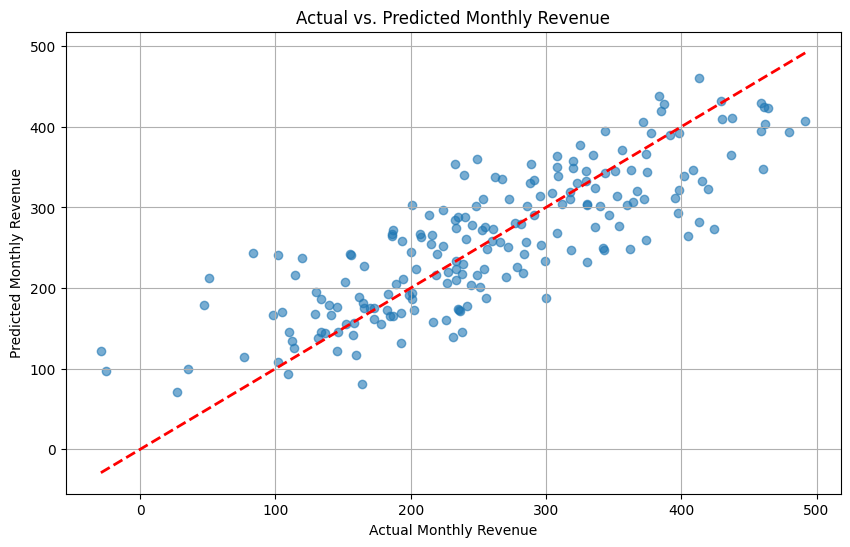 Actual vs. Predicted Monthly Revenue
Predicted Monthly Revenue
500
400
300
200
100
0
0 100 200 300 400 500
Actual Monthly Revenue